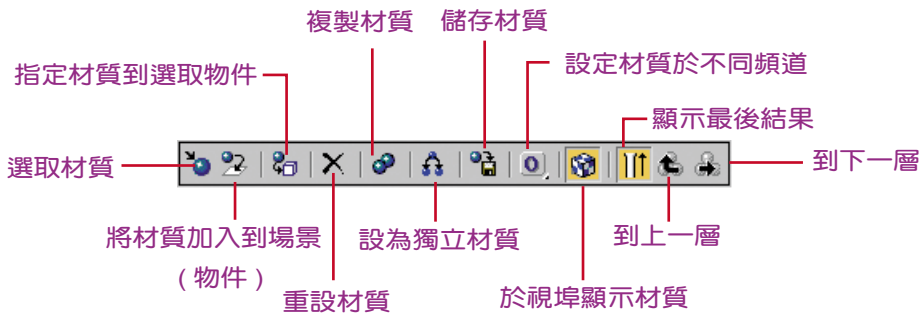 複製材質
儲存材質
指定材質到選取物件
設定材質於不同頻道
顯示最後結果
選取材質
到下一層
將材質加入到場景
(物件)
設為獨立材質
到上一層
重設材質
於視埠顯示材質